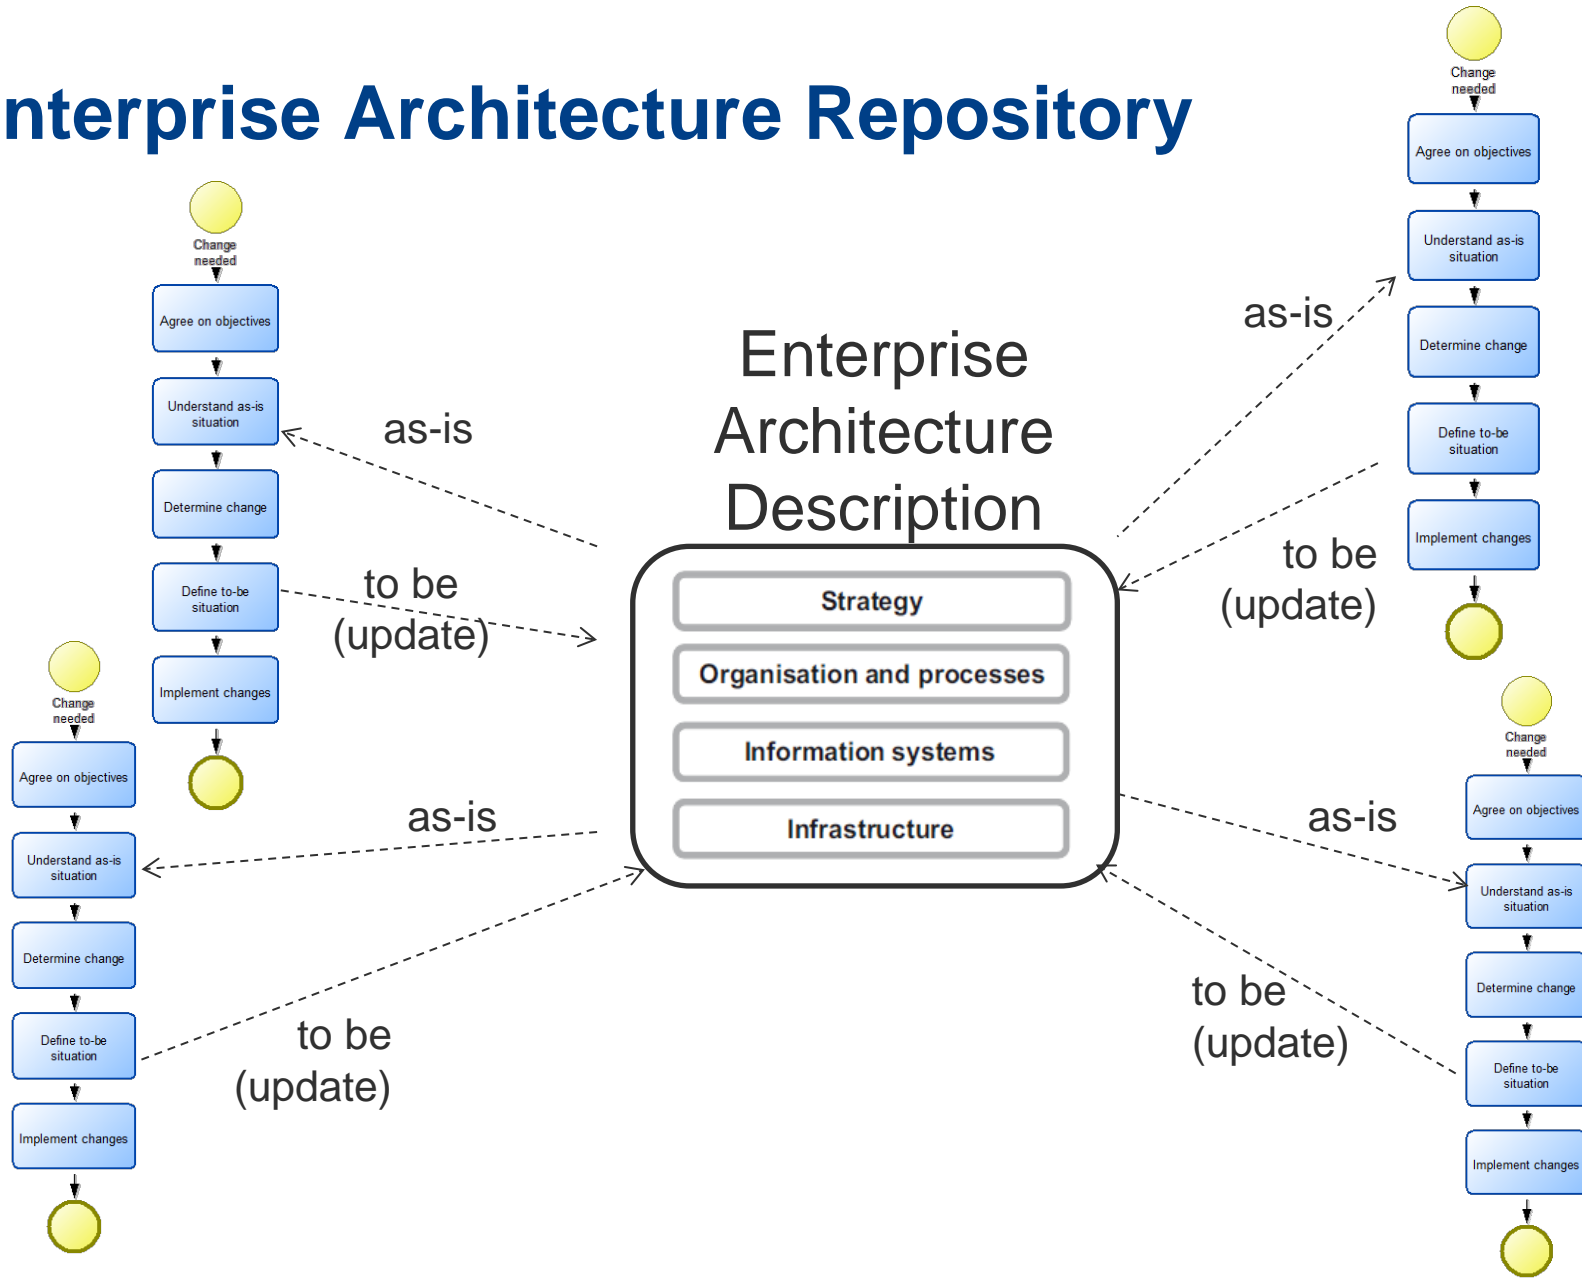 nterprise Architecture Repository
Change
needed
Agree on objectives
Understand as-is
situation
Determine change
Define to-be
situation
Implement changes
Change
needed
Agree on objectives
Understand as-is
situation
Determine change
Define to-be
situation
Implement changes
as-is
to be
(update)
Enterprise
Architecture
Description
Strategy
Organisation and processes
Information systems
Infrastructure
as-is
to be
(update)
Change
needed
Agree on objectives
Understand as-is
situation
Determine change
Define to-be
situation
Implement changes
as-is
to be
(update)
as-is
to be
(update)
Change
needed
Agree on objectives
Understand as-is
situation
Determine change
Define to-be
situation
Implement changes